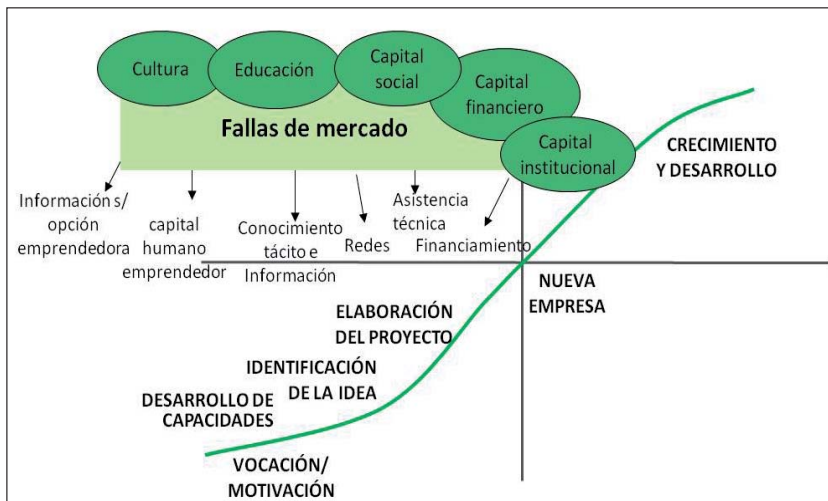 Cultura
Educación
Capital
social
Capital
financiero
Capital
institucional
Fallas de mercado
CRECIMIENTO
Y DESARROLLO
Información s/
opción
emprendedora
capital
humano
emprendedor
Conocimiento
tácito e
Información
Redes
Asistencia
técnica
Financiamiento
NUEVA
EMPRESA
ELABORACIÓN
DEL PROYECTO
IDENTIFICACIÓN
DE LA IDEA
DESARROLLO DE
CAPACIDADES
VOCACIÓN/
MOTIVACIÓN